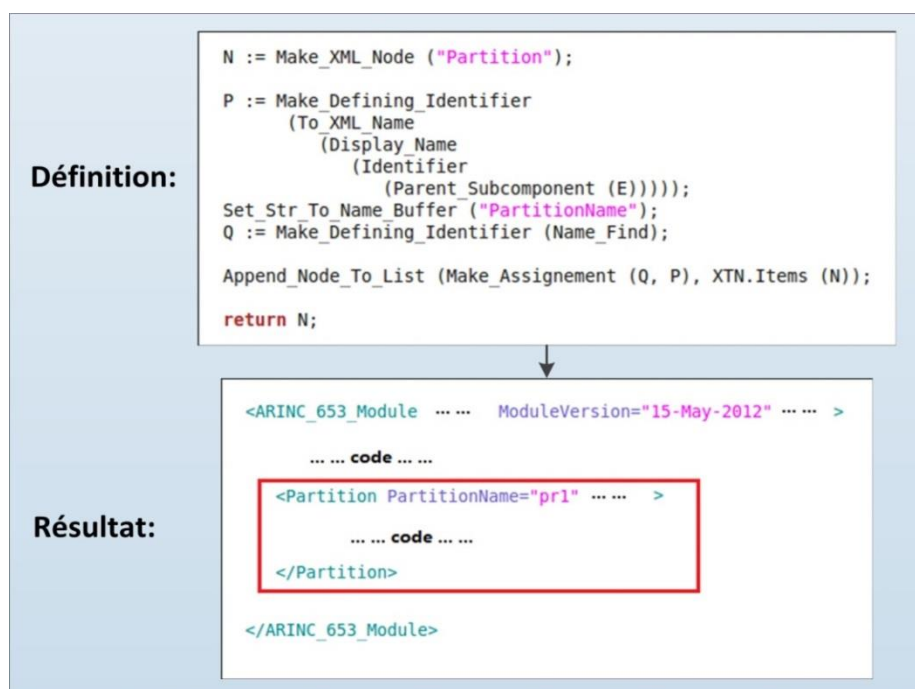 Définition:
N := Make_XML_Node ("Partition");
P := Make_Defining_Identifier
(To_XML_Name
(Display_Name
(Identifier
(Parent_Subcomponent (E)))));
Set_Str_To_Name_Buffer ("PartitionName");
Q := Make_Defining_Identifier (Name_Find);
Append_Node_To_List (Make_Assignement (Q, P), XTN.Items (N));
return N;
Résultat:
<ARINC_653_Module ... ... ModuleVersion="15-May-2012" ... ... >
... ... code ... ...
<Partition PartitionName="pr1" ... ... >
... ... code ... ...
</Partition>
</ARINC_653_Module>